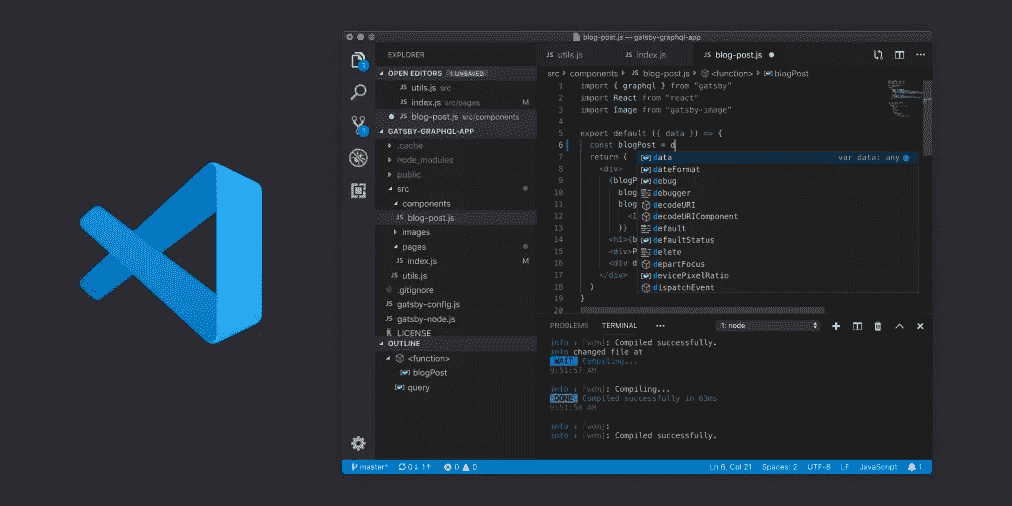 blog-post.js — gatsby-graphql-app
EXPLORER
OPEN EDITORS 1 UNSAVED
JS utils.js src
JS index.js src/pages M
JS blog-post.js src/components
GATSBY-GRAPHQL-APP
.cache
node_modules
public
src
components
JS blog-post.js
images
pages
JS index.js M
JS utils.js
.gitignore
gatsby-config.js
gatsby-node.js
LICENSE
OUTLINE
<function>
blogPost
query
JS utils.js JS index.js JS blog-post.js
src components JS blog-post.js <function> blogPost
1 import { graphql } from "gatsby"
2 import React from "react"
3 import Image from "gatsby-image"
4
5 export default ({ data }) => {
6 const blogPost = d
7 return (
8 <div>
9 {blogP
10 blog
11 blog
12 <I
13 )}
14 <h1>{b
15 <div>P
16 <div d
17 </div>
18 )
19 }
20
data var data: any
dateFormat
debug
debugger
decodeURI
decodeURIComponent
default
defaultStatus
delete
departFocus
devicePixelRatio
dispatchEvent
PROBLEMS TERMINAL ... 1: node
info [wdm]: Compiled successfully.
info changed file at
WAIT Compiling...
9:51:57 AM
info [wdm]: Compiling...
DONE Compiled successfully in 63ms
9:51:58 AM
info [wdm]:
info [wdm]: Compiled successfully.
master* 0↓ 1↑ 0 0 Ln 6, Col 21 Spaces: 2 UTF-8 LF JavaScript 1